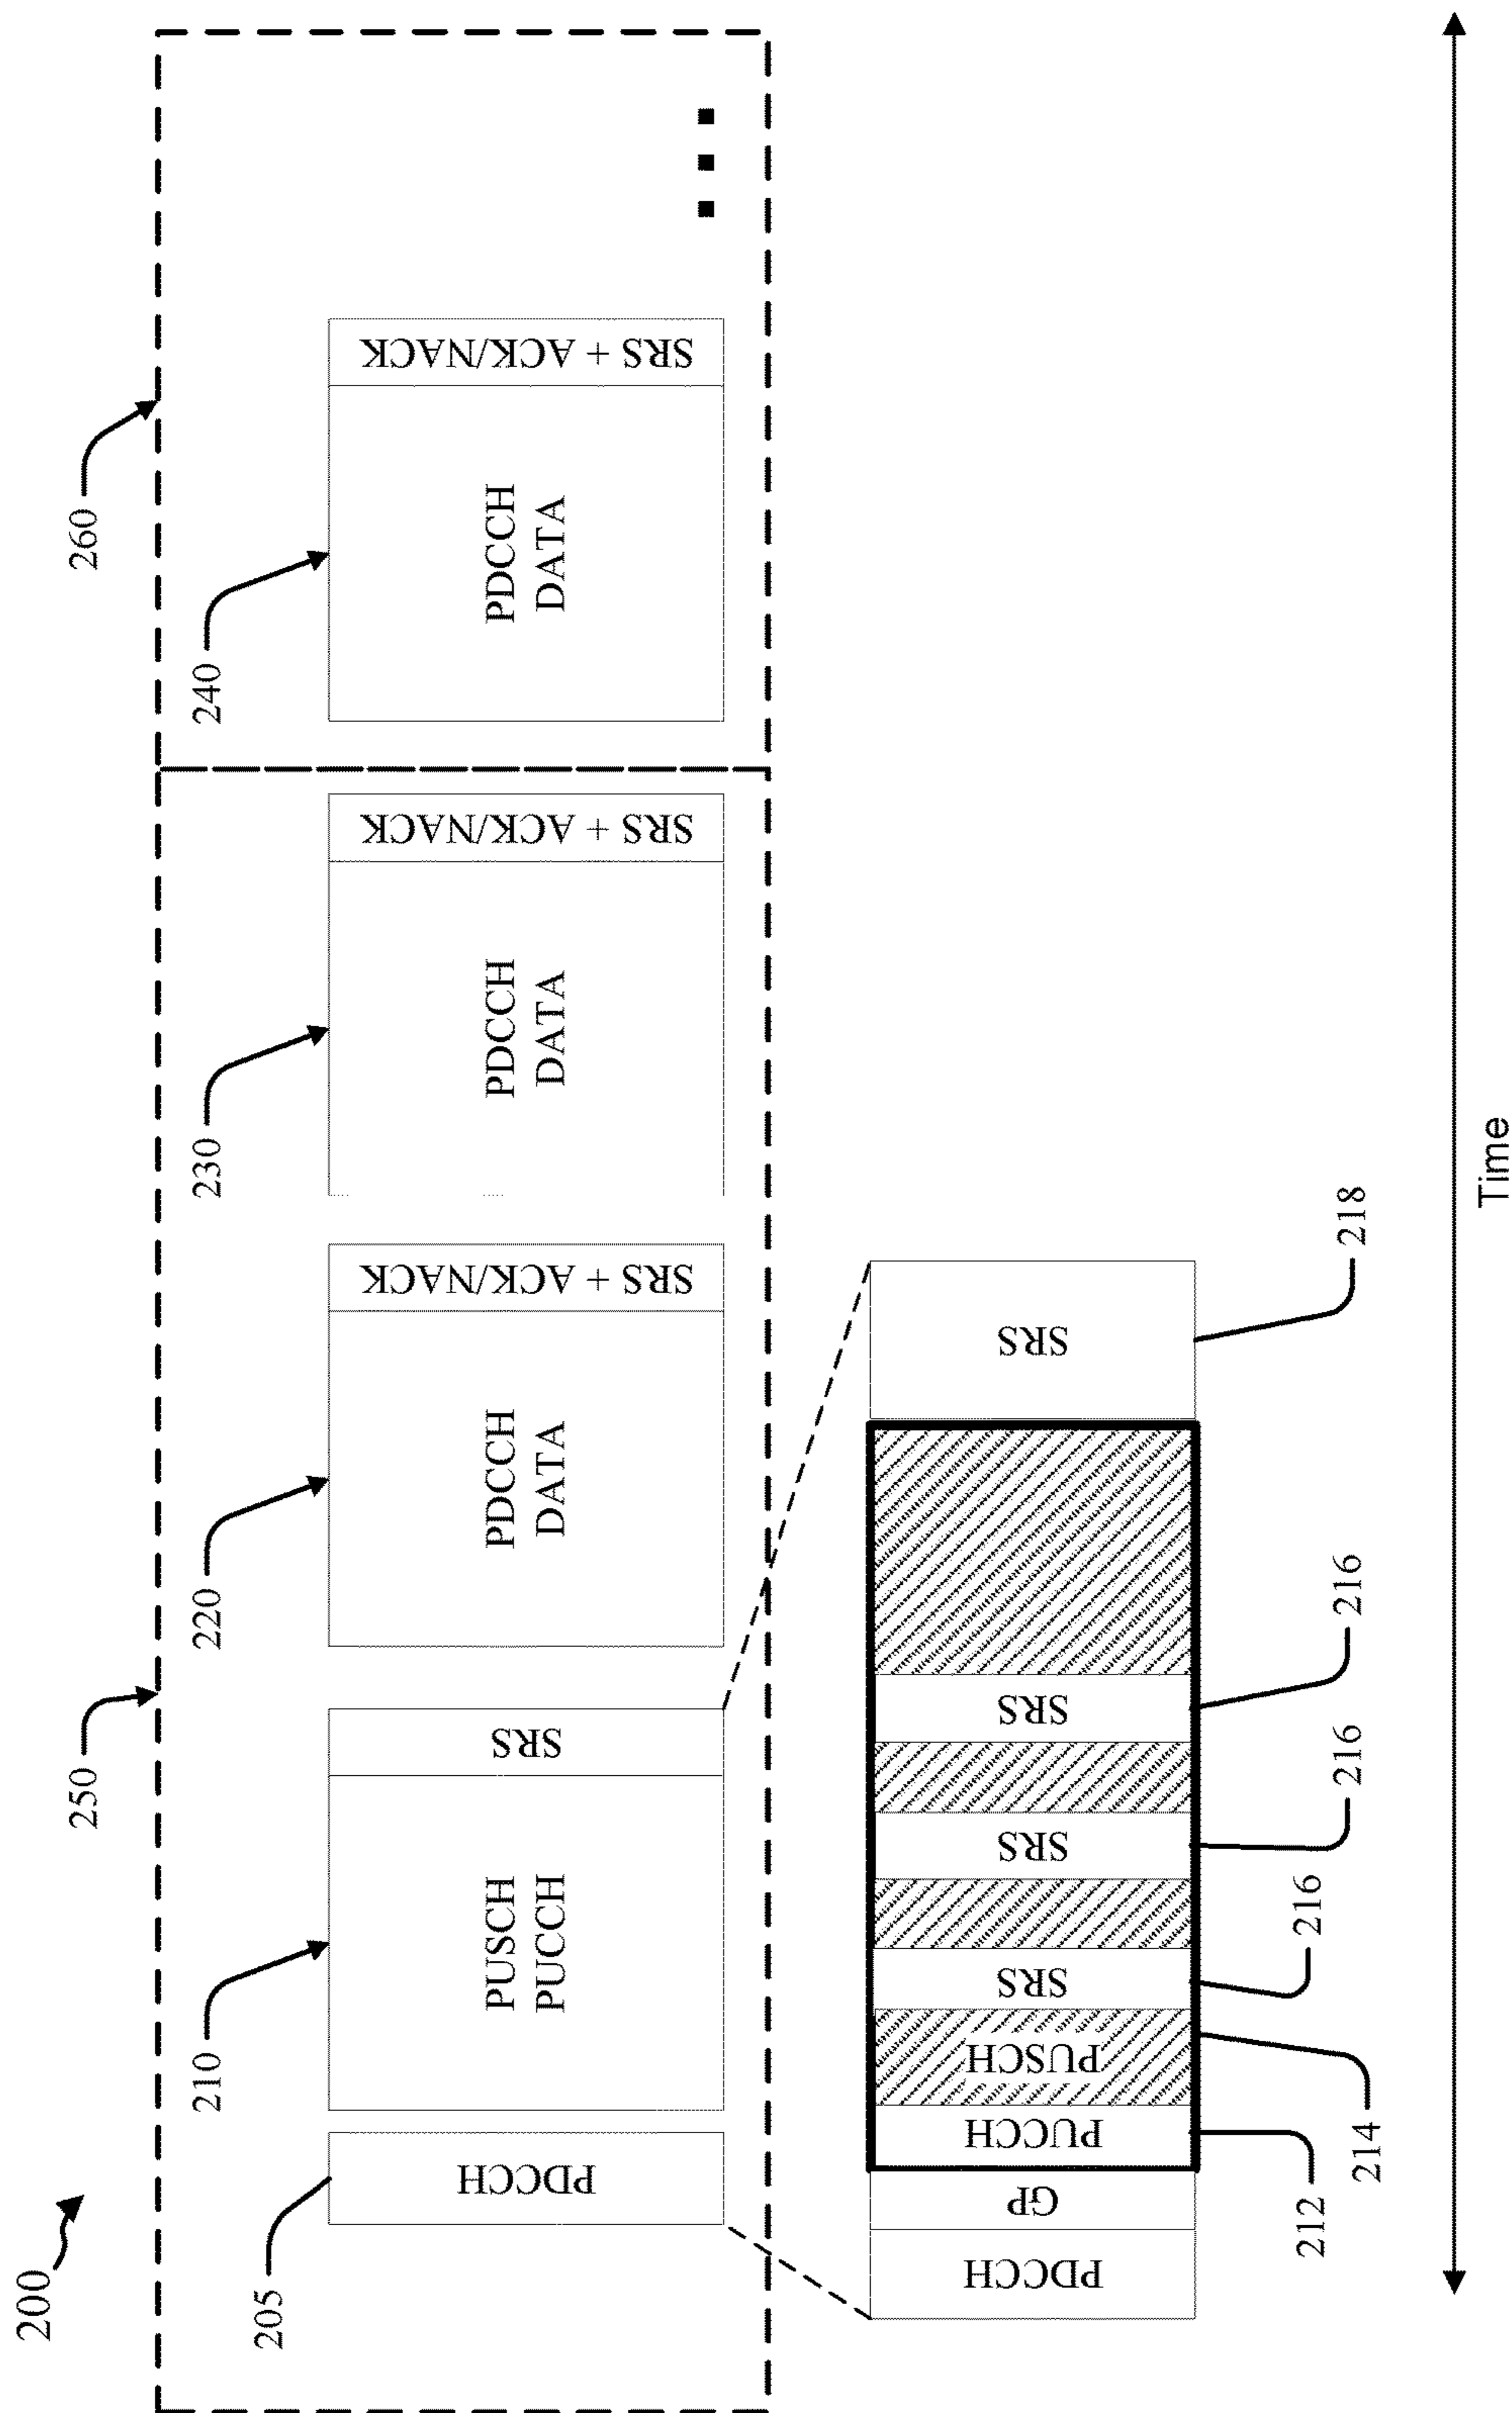 200
250
260
205
210
220
230
240
PDCCH
PUSCH
PUCCH
SRS
PDCCH
DATA
SRS + ACK/NACK
PDCCH
DATA
SRS + ACK/NACK
PDCCH
DATA
SRS + ACK/NACK
PDCCH
GP
PUCCH
PUSCH
SRS
SRS
SRS
SRS
212
214
216
216
216
218
Time